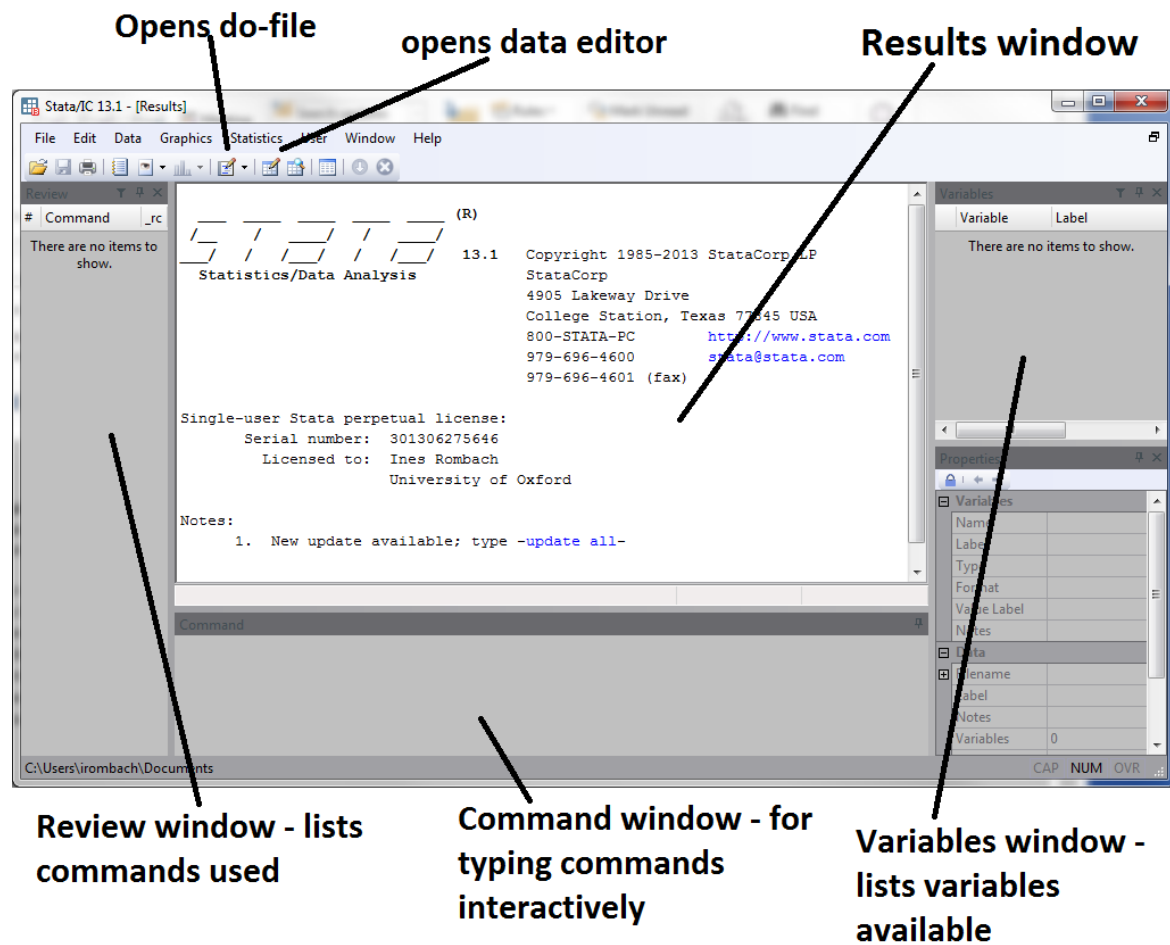 Opens do-file
opens data editor
Results window
Stata/IC 13.1 - [Results]
File Edit Data Graphics Statistics User Window Help
Review
# Command _rc
There are no items to
show.
(R)
STATA 13.1 Copyright 1985-2013 StataCorp LP
Statistics/Data Analysis StataCorp
4905 Lakeway Drive
College Station, Texas 77845 USA
800-STATA-PC http://www.stata.com
979-696-4600 stata@stata.com
979-696-4601 (fax)
Single-user Stata perpetual license:
Serial number: 301306275646
Licensed to: Ines Rombach
University of Oxford
Notes:
1. New update available; type -update all-
Command
Variables
Variable Label
There are no items to show.
Properties
Variables
Name
Label
Type
Format
Value Label
Notes
Data
Filename
Label
Notes
Variables 0
C:\Users\irombach\Documents
CAP NUM OVR
Review window - lists
commands used
Command window - for
typing commands
interactively
Variables window -
lists variables
available